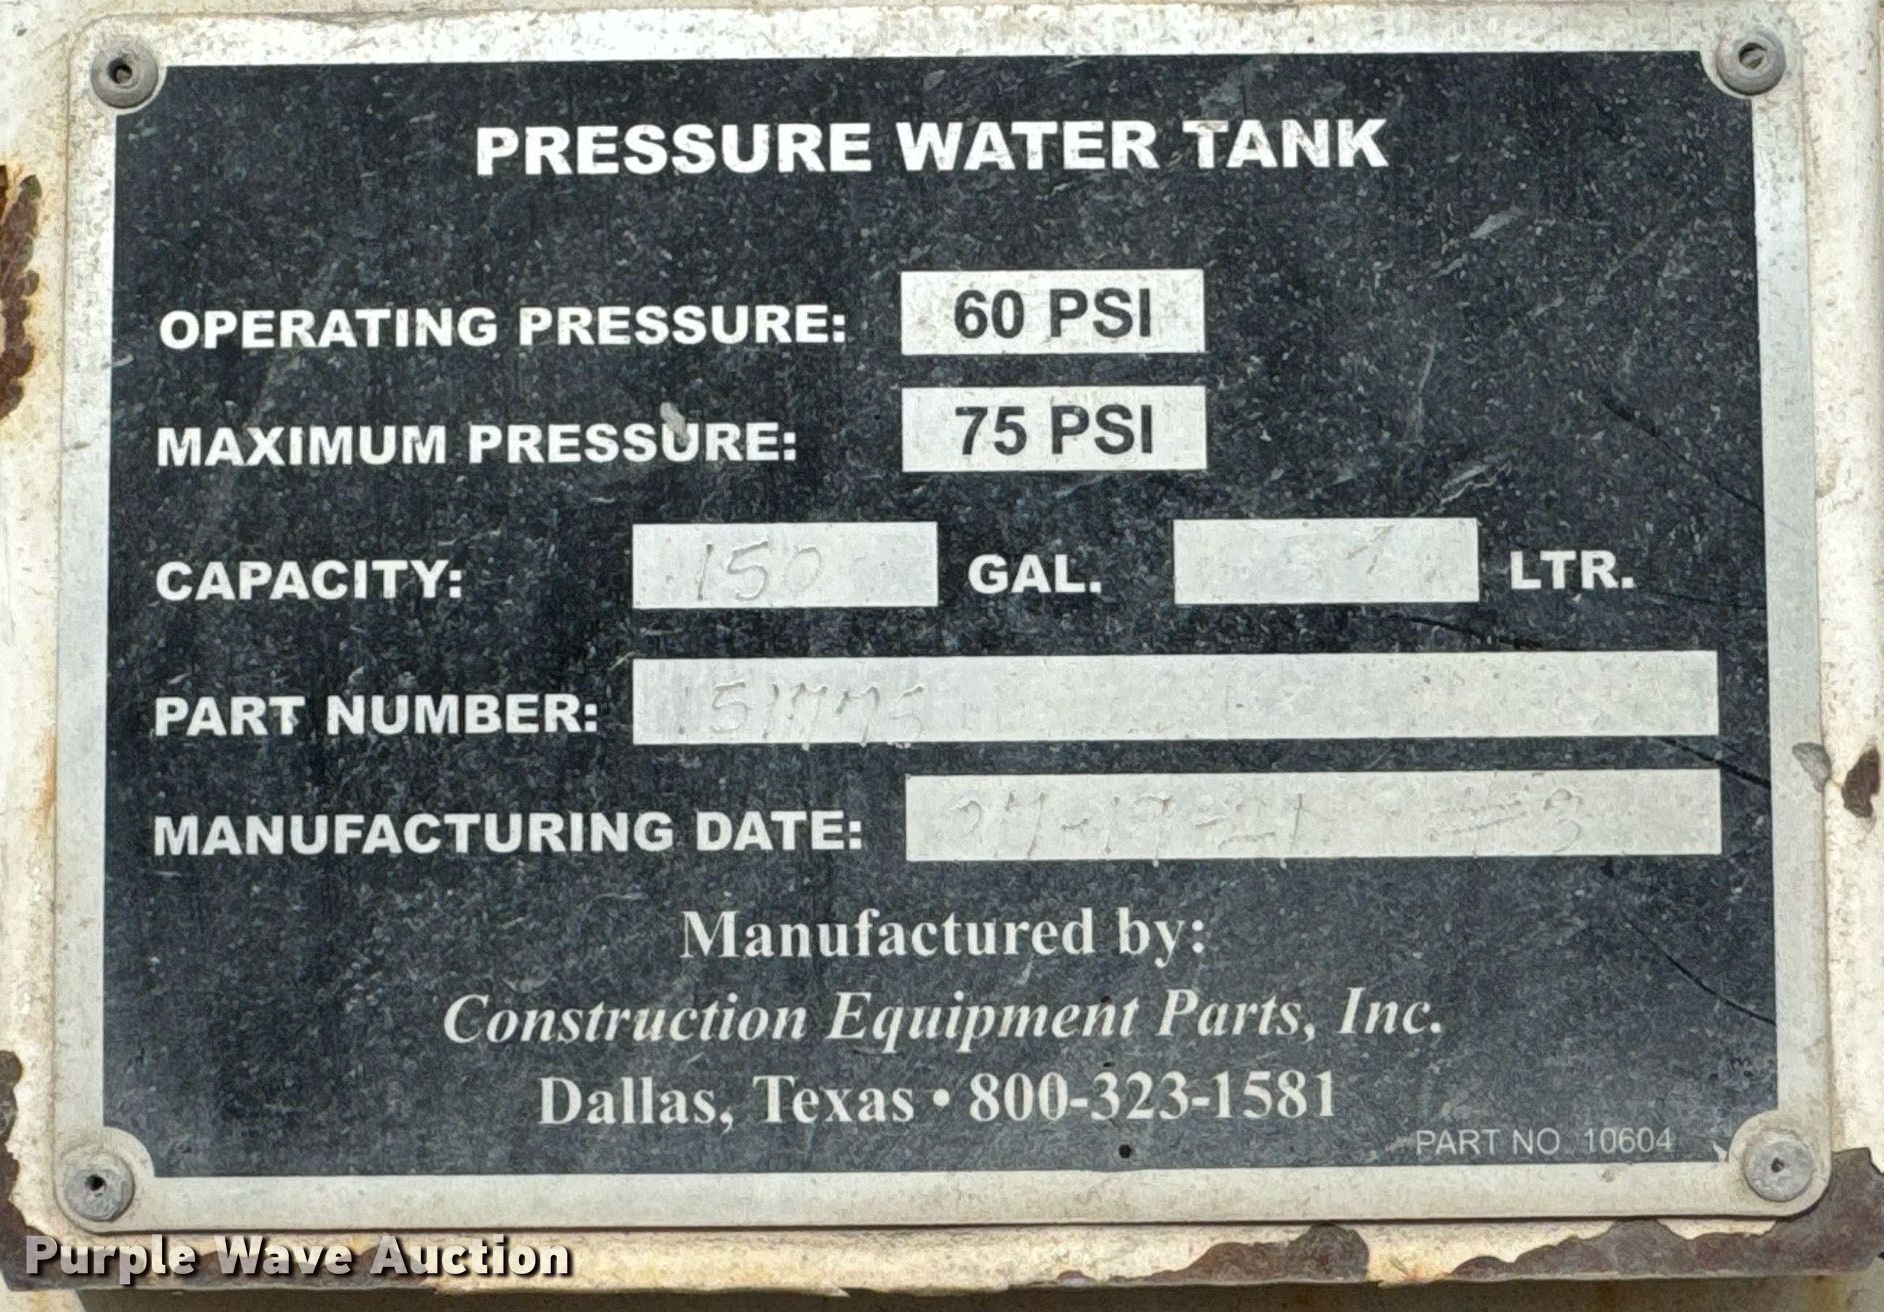 PRESSURE WATER TANK
OPERATING PRESSURE: 60 PSI
MAXIMUM PRESSURE: 75 PSI
CAPACITY: 150 GAL. LTR.
PART NUMBER:
MANUFACTURING DATE:
Manufactured by:
Construction Equipment Parts, Inc.
Dallas, Texas • 800-323-1581
PART NO. 10604
Purple Wave Auction